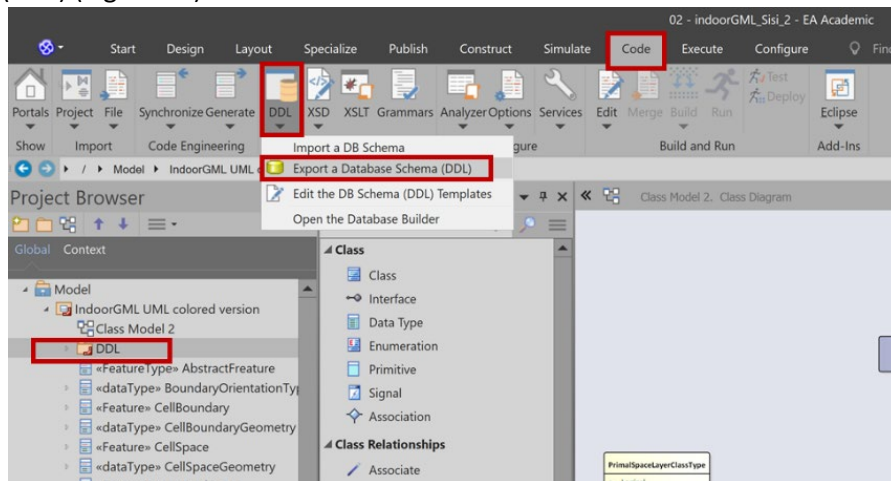 02 - indoorGML_Sisi_2 - EA Academic
Start Design Layout Specialize Publish Construct Simulate Code Execute Configure Find
Test
Deploy
Portals Project File Synchronize Generate DDL XSD XSLT Grammars Analyzer Options Services Edit Merge Build Run Eclipse
Show Import Code Engineering gure Build and Run Add-Ins
Import a DB Schema
/ Model IndoorGML UML
Export a Database Schema (DDL)
Project Browser
Edit the DB Schema (DDL) Templates
Class Model 2. Class Diagram
Open the Database Builder
Global Context
Class
Class
Model
Interface
IndoorGML UML colored version
Data Type
Class Model 2
Enumeration
DDL
Primitive
«FeatureType» AbstractFreature
«dataType» BoundaryOrientationTy
Signal
«Feature» CellBoundary
Association
«dataType» CellBoundaryGeometry
Class Relationships
«Feature» CellSpace
«dataType» CellSpaceGeometry
Associate
PrimalSpaceLayerClassType